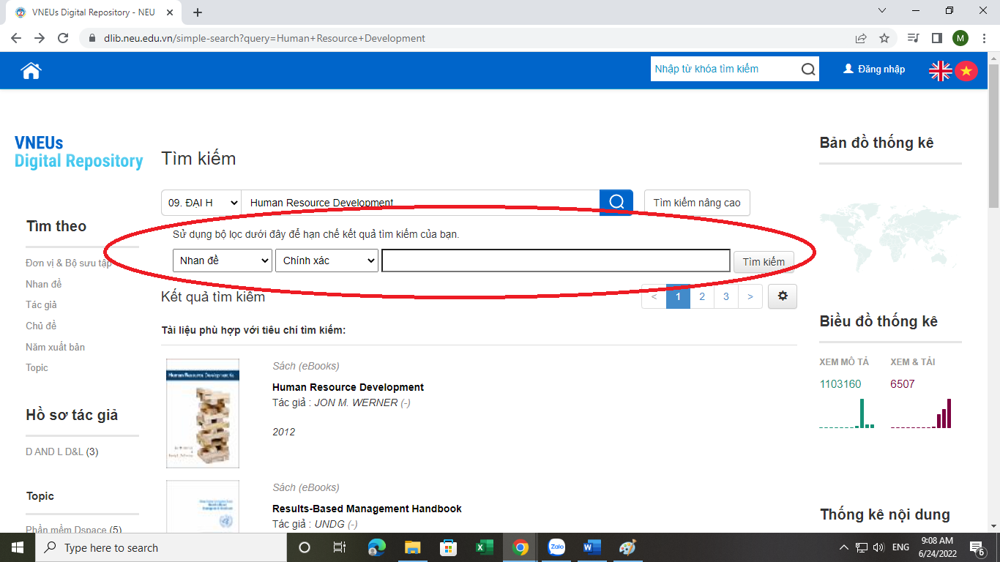 VNEUs Digital Repository - NEU
dlib.neu.edu.vn/simple-search?query=Human+Resource+Development
M
Nhập từ khóa tìm kiếm
Đăng nhập
VNEUs
Digital Repository
Tìm theo
Đơn vị & Bộ sưu tập
Nhan đề
Tác giả
Chủ đề
Năm xuất bản
Topic
Hồ sơ tác giả
D AND L D&L (3)
Topic
Phần mềm Dspace (5)
Tìm kiếm
09. ĐẠI H
Human Resource Development
Tìm kiếm nâng cao
Sử dụng bộ lọc dưới đây để hạn chế kết quả tìm kiếm của bạn.
Nhan đề
Chính xác
Tìm kiếm
Kết quả tìm kiếm
< 1 2 3 >
Tài liệu phù hợp với tiêu chí tìm kiếm:
Human Resource Development 6e
Sách (eBooks)
Human Resource Development
Tác giả : JON M. WERNER (-)
2012
Sách (eBooks)
Results-Based Management Handbook
Tác giả : UNDG (-)
Bản đồ thống kê
Biểu đồ thống kê
XEM MÔ TẢ XEM & TẢI
1103160 6507
Thống kê nội dung
Type here to search
Zalo
ENG
9:08 AM
6/24/2022
6